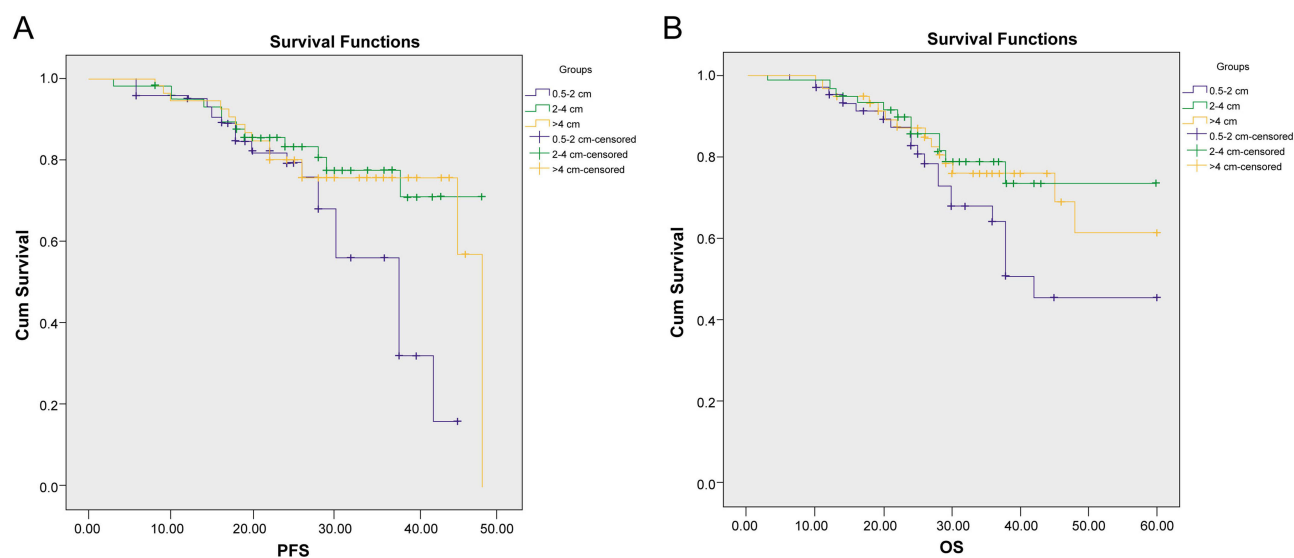 A
Survival Functions
Groups
0.5-2 cm
2-4 cm
>4 cm
0.5-2 cm-censored
2-4 cm-censored
>4 cm-censored
Cum Survival
1.0
0.8
0.6
0.4
0.2
0.0
0.00 10.00 20.00 30.00 40.00 50.00
PFS
B
Survival Functions
Groups
0.5-2 cm
2-4 cm
>4 cm
0.5-2 cm-censored
2-4 cm-censored
>4 cm-censored
Cum Survival
1.0
0.8
0.6
0.4
0.2
0.0
0.00 10.00 20.00 30.00 40.00 50.00 60.00
OS